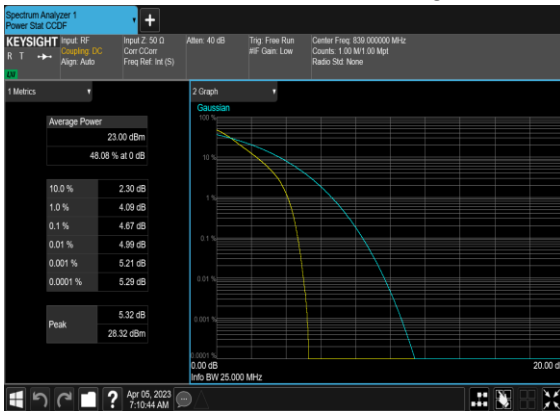 Spectrum Analyzer 1
Power Stat CCDF
+
KEYSIGHT Input: RF
R T Coupling: DC
Align: Auto
Input Z: 50 Ω
Corr CCorr
Freq Ref: Int (S)
Atten: 40 dB
Trig: Free Run
#IF Gain: Low
Center Freq: 839.000000 MHz
Counts: 1.00 M/1.00 Mpt
Radio Std: None
1 Metrics
Average Power
23.00 dBm
48.08 % at 0 dB
10.0 % 2.30 dB
1.0 % 4.09 dB
0.1 % 4.67 dB
0.01 % 4.99 dB
0.001 % 5.21 dB
0.0001 % 5.29 dB
Peak 5.32 dB
28.32 dBm
2 Graph
Gaussian
100 %
10 %
1 %
0.1 %
0.01 %
0.001 %
0.0001 %
0.00 dB 20.00 d
Info BW 25.000 MHz
? Apr 05, 2023
7:10:44 AM